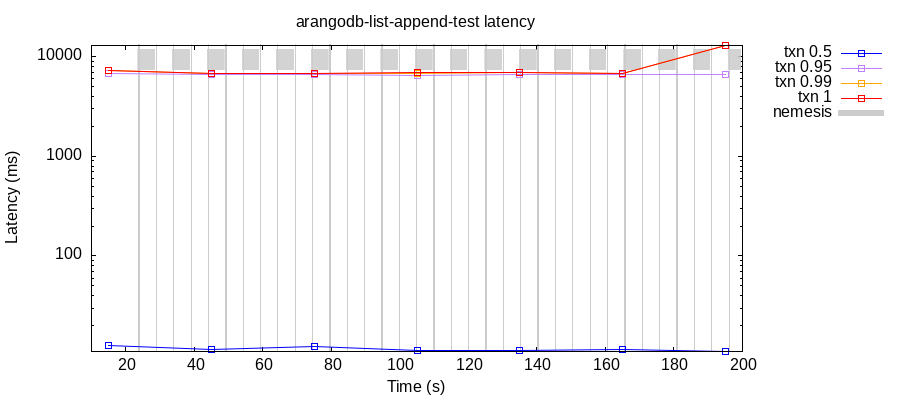 arangodb-list-append-test latency
10000
1000
100
Latency (ms)
20 40 60 80 100 120 140 160 180 200
Time (s)
txn 0.5
txn 0.95
txn 0.99
txn 1
nemesis